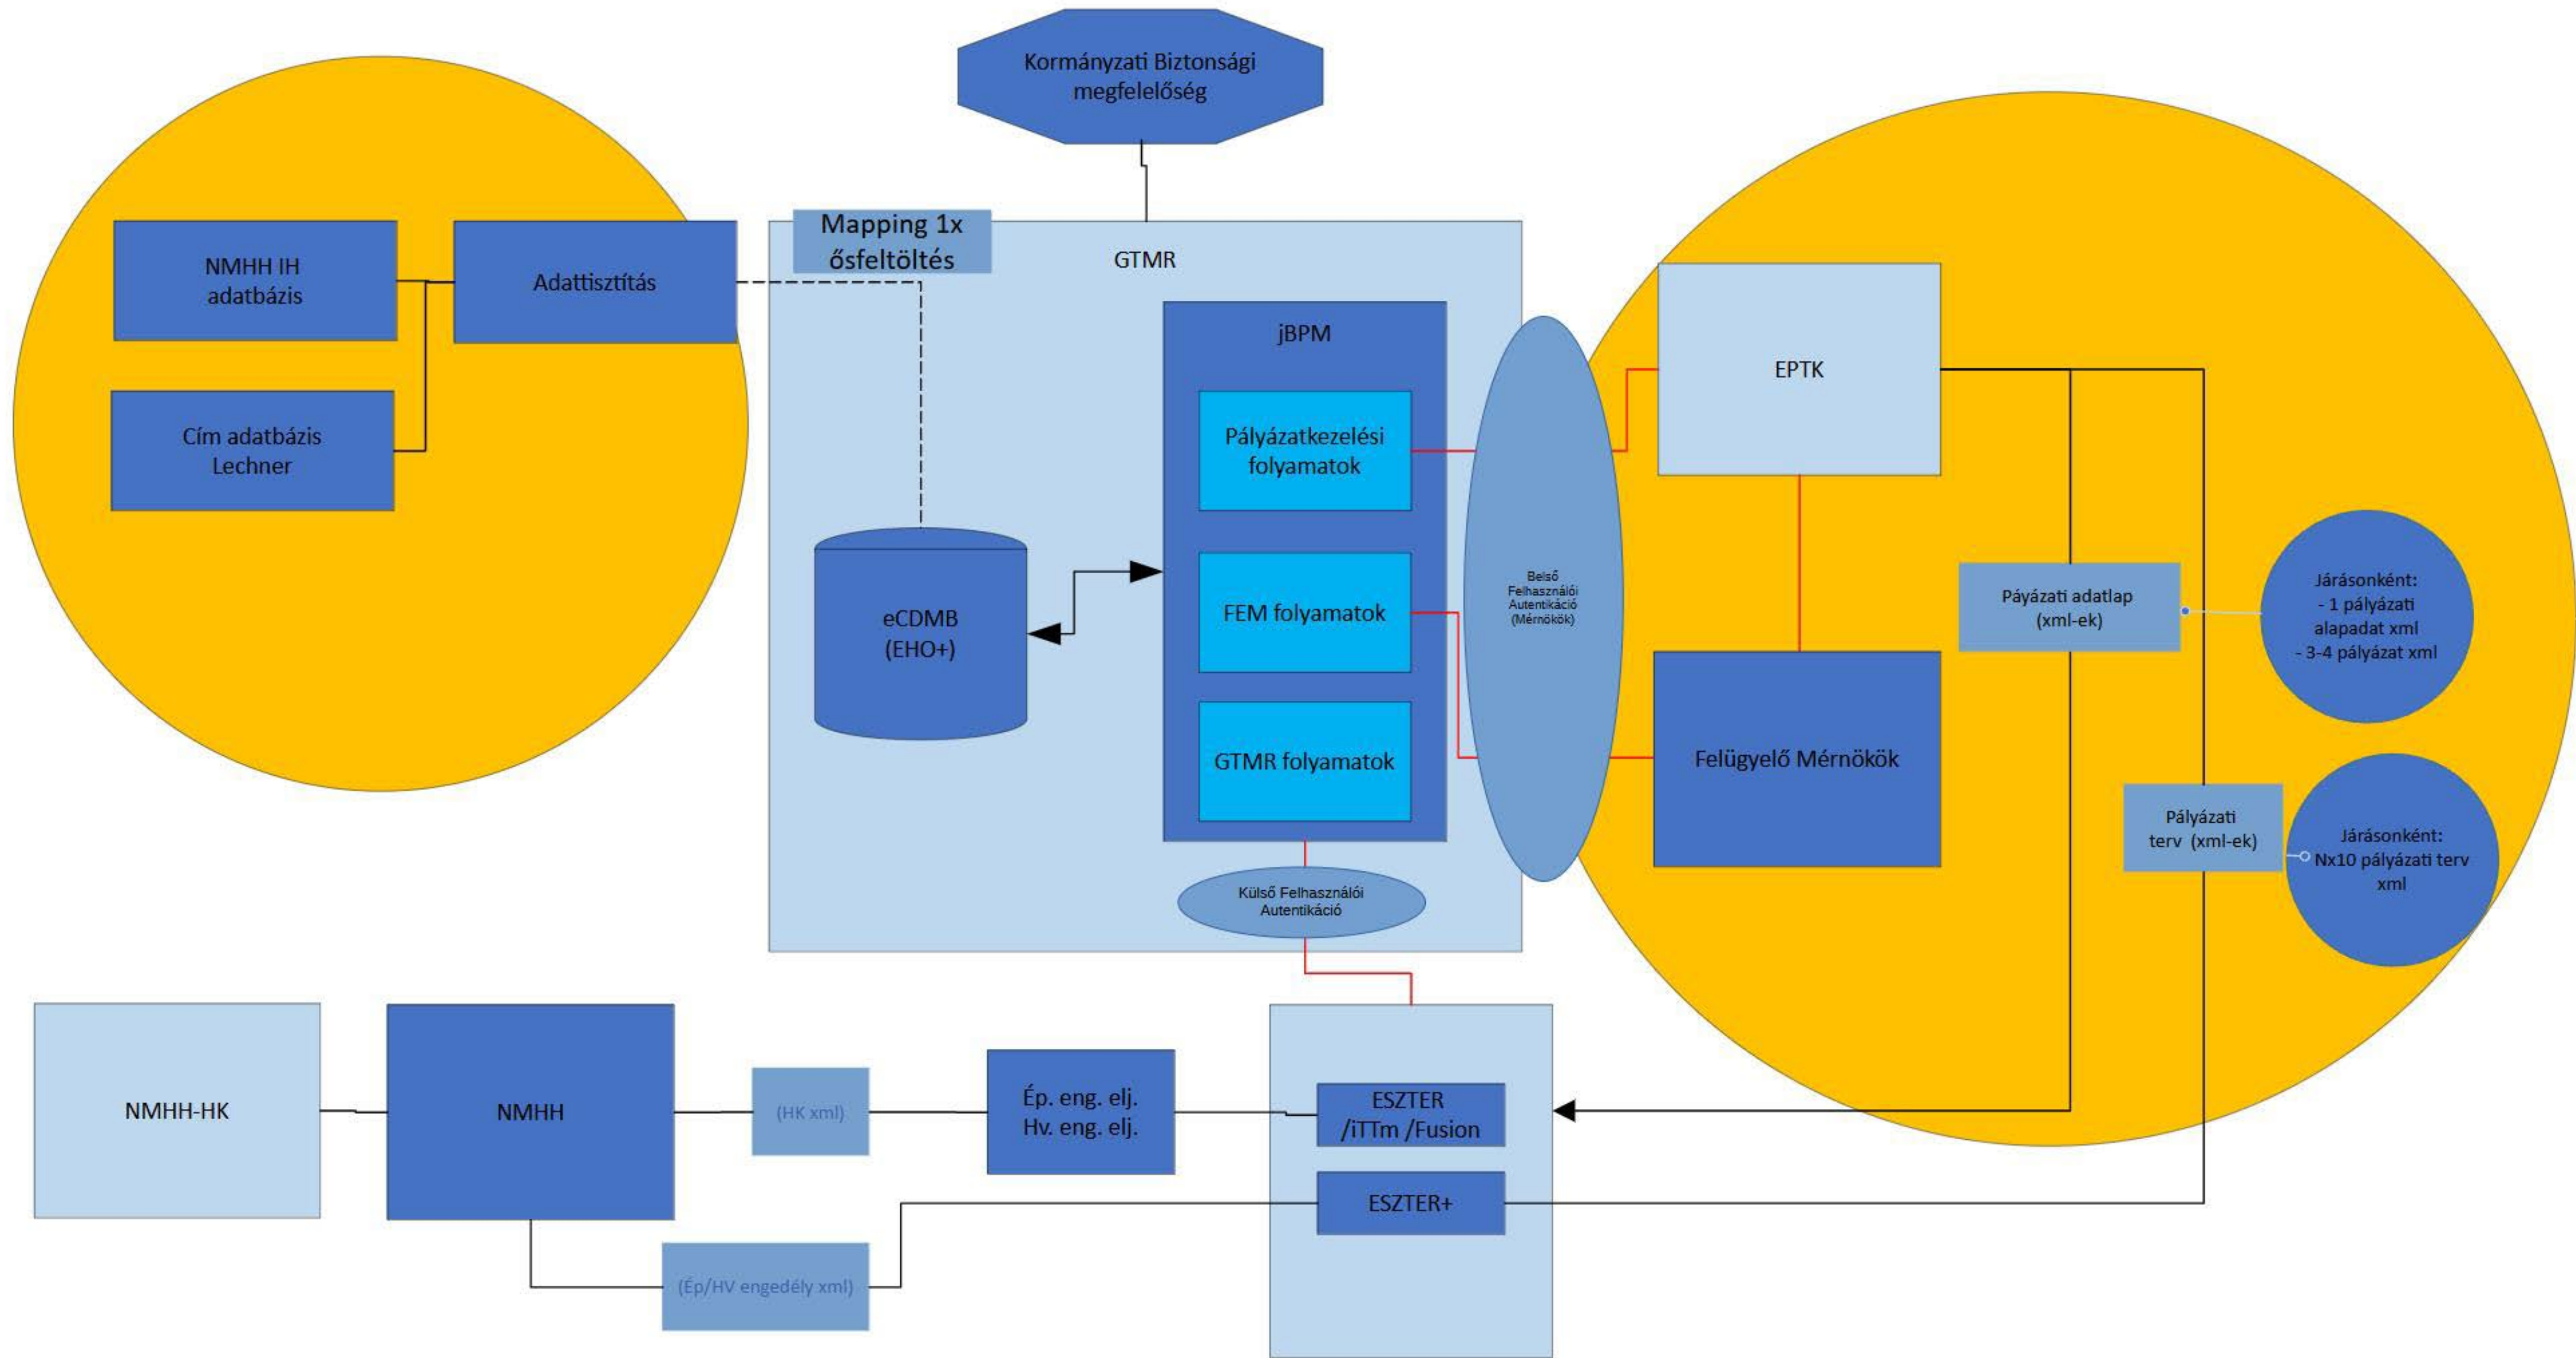 Kormányzati Biztonsági
megfelelőség
NMHH IH
adatbázis
Adattisztítás
Cím adatbázis
Lechner
Mapping 1x
ősfeltöltés
GTMR
jBPM
Pályázatkezelési
folyamatok
FEM folyamatok
GTMR folyamatok
eCDMB
(EHO+)
Belső
Felhasználói
Autentikáció
(Mérnökök)
Külső Felhasználói
Autentikáció
EPTK
Felügyelő Mérnökök
Páyázati adatlap
(xml-ek)
Járásonként:
- 1 pályázati
alapadat xml
- 3-4 pályázat xml
Pályázati
terv (xml-ek)
Járásonként:
Nx10 pályázati terv
xml
NMHH-HK
NMHH
(HK xml)
Ép. eng. elj.
Hv. eng. elj.
ESZTER
/iTTm /Fusion
ESZTER+
(Ép/HV engedély xml)